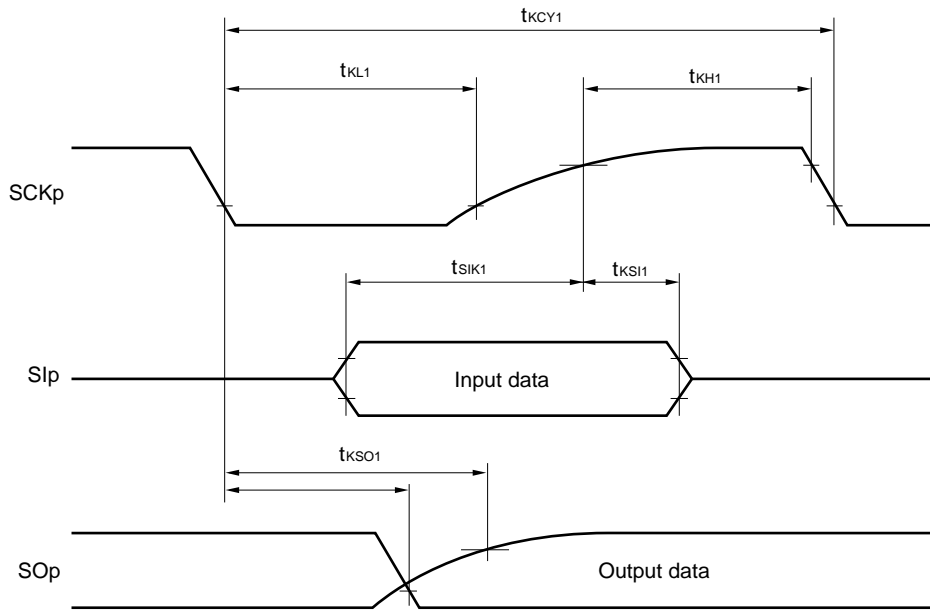 tKCY1
tKL1
tKH1
SCKp
tSIK1
tKSI1
SIp
Input data
tKSO1
SOp
Output data